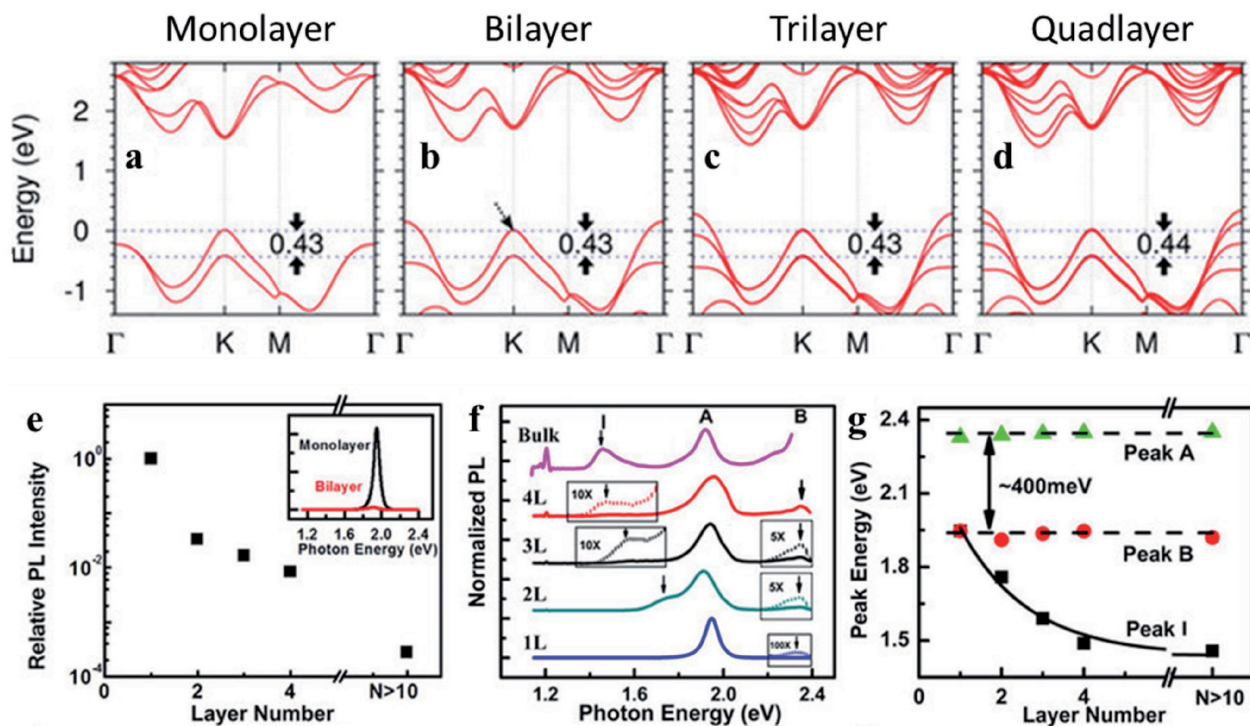 Monolayer Bilayer Trilayer Quadlayer
Energy (eV)
2
1
0
-1
a
0.43
b
0.43
c
0.43
d
0.44
Γ K M Γ
Γ K M Γ
Γ K M Γ
Γ K M Γ
e
Relative PL Intensity
10^0
10^-2
10^-4
0 2 4 N>10
Layer Number
Monolayer
Bilayer
1.2 1.6 2.0 2.4
Photon Energy (eV)
f
Normalized PL
I A B
Bulk
4L
10X
3L
10X
5X
2L
5X
1L
100X
1.2 1.6 2.0 2.4
Photon Energy (eV)
g
Peak Energy (eV)
2.4
2.1
1.8
1.5
Peak A
~400meV
Peak B
Peak I
0 2 4 N>10
Layer Number